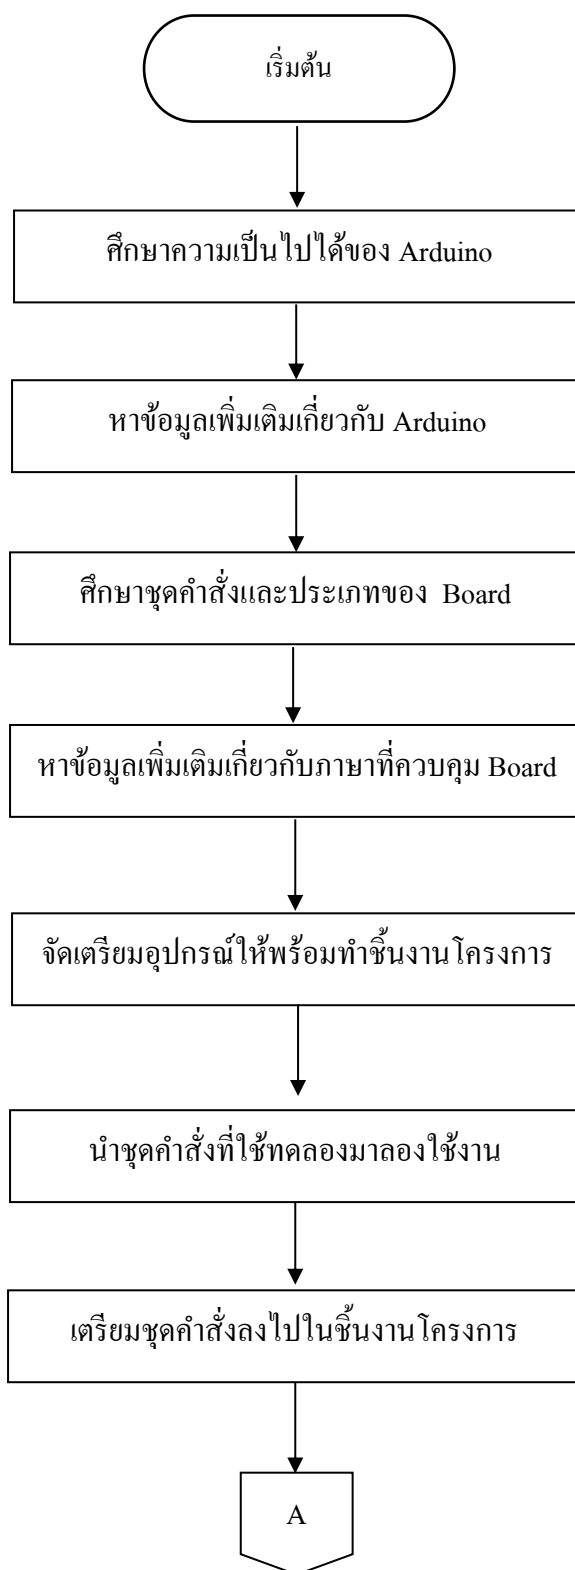 เริ่มต้น
ศึกษาความเป็นไปได้ของ Arduino
หาข้อมูลเพิ่มเติมเกี่ยวกับ Arduino
ศึกษาชุดคำสั่งและประเภทของ Board
หาข้อมูลเพิ่มเติมเกี่ยวกับภาษาที่ควบคุม Board
จัดเตรียมอุปกรณ์ให้พร้อมทำชิ้นงานโครงการ
นำชุดคำสั่งที่ใช้ทดลองมาลองใช้งาน
เตรียมชุดคำสั่งลงไปในชิ้นงานโครงการ
A